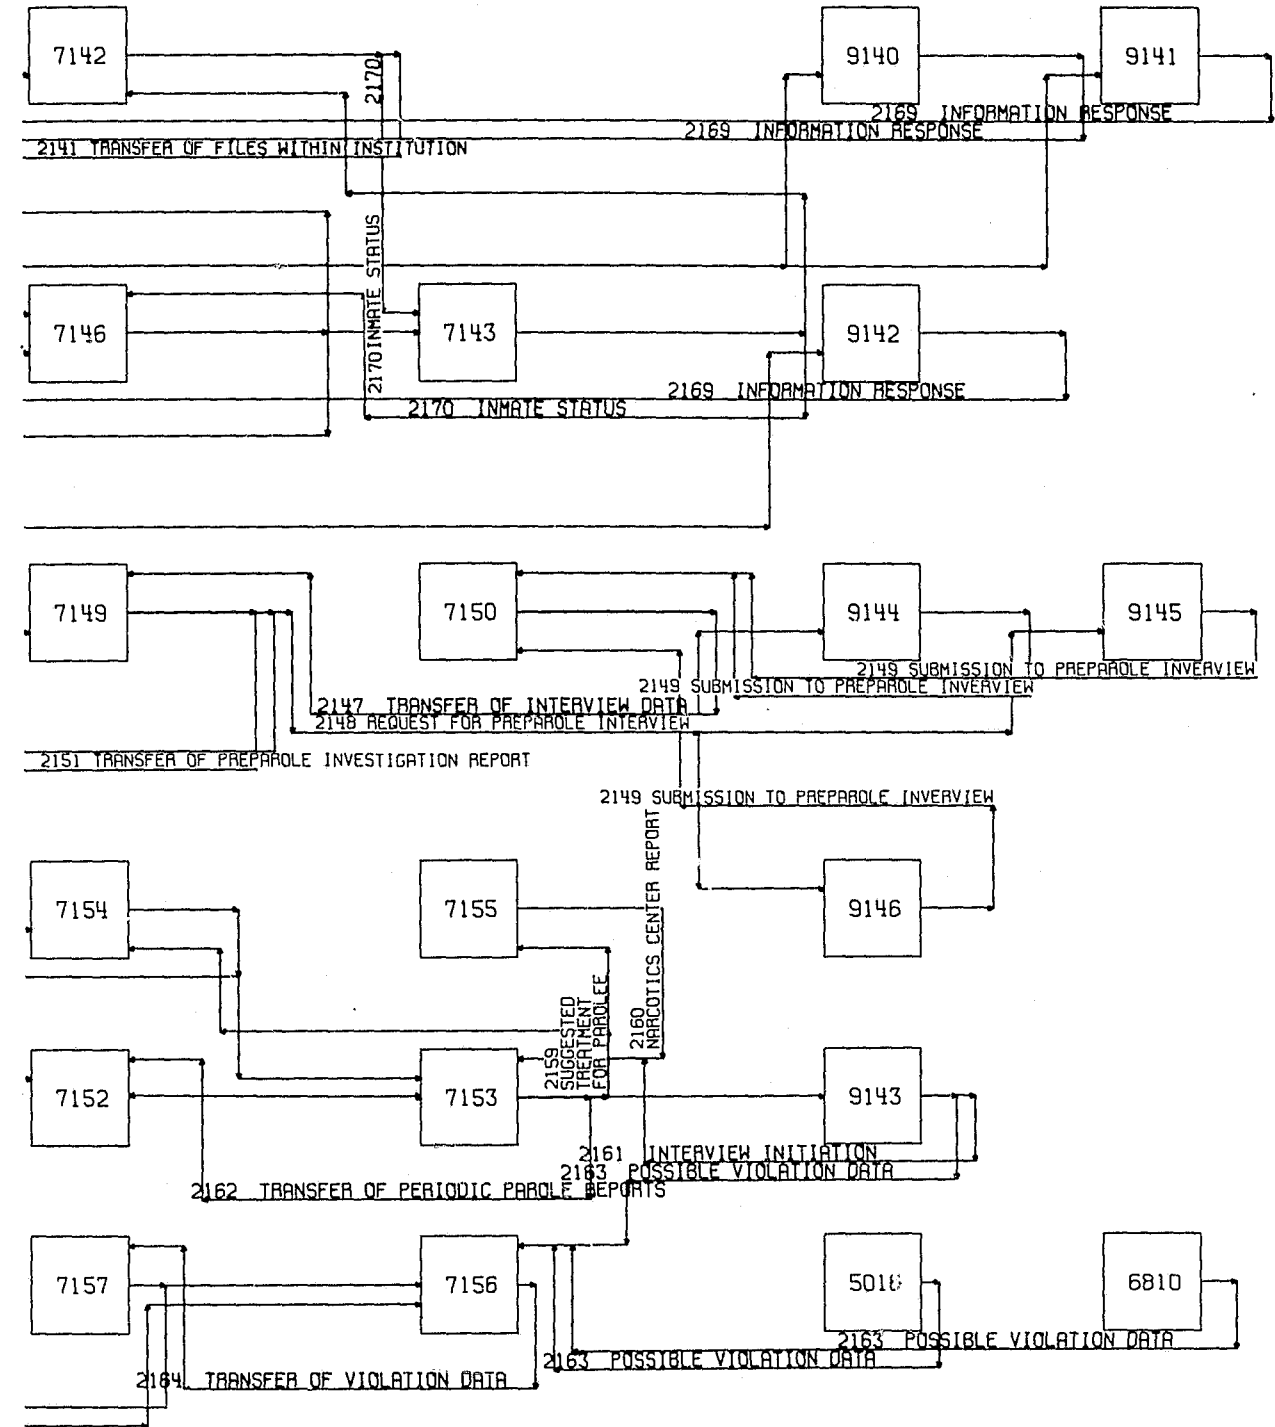 7142
9140
9141
2170
2169 INFORMATION RESPONSE
2169 INFORMATION RESPONSE
2141 TRANSFER OF FILES WITHIN INSTITUTION
2170 INMATE STATUS
7146
7143
9142
2169 INFORMATION RESPONSE
2170 INMATE STATUS
7149
7150
9144
9145
2149 SUBMISSION TO PREPAROLE INVERVIEW
2149 SUBMISSION TO PREPAROLE INVERVIEW
2147 TRANSFER OF INTERVIEW DATA
2148 REQUEST FOR PREPAROLE INTERVIEW
2151 TRANSFER OF PREPAROLE INVESTIGATION REPORT
2149 SUBMISSION TO PREPAROLE INVERVIEW
2160
NARCOTICS CENTER REPORT
7154
7155
9146
2159
SUGGESTED
TREATMENT
FOR PAROLEE
7152
7153
9143
2161 INTERVIEW INITIATION
2163 POSSIBLE VIOLATION DATA
2162 TRANSFER OF PERIODIC PAROLE REPORTS
7157
7156
6810
2163 POSSIBLE VIOLATION DATA
2163 POSSIBLE VIOLATION DATA
2164 TRANSFER OF VIOLATION DATA